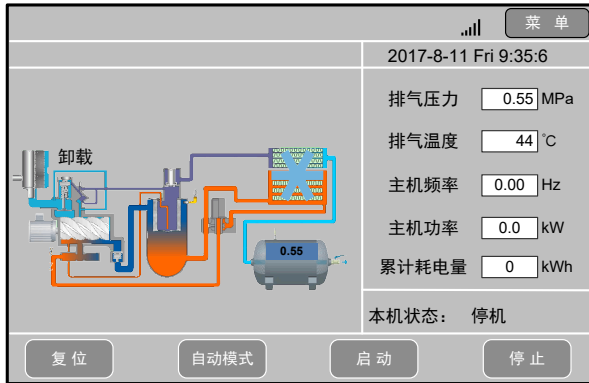 菜 单
2017-8-11 Fri 9:35:6
排气压力 0.55 MPa
排气温度 44 ℃
主机频率 0.00 Hz
主机功率 0.0 kW
累计耗电量 0 kWh
卸载
0.55
本机状态： 停机
复 位 自动模式 启 动 停 止